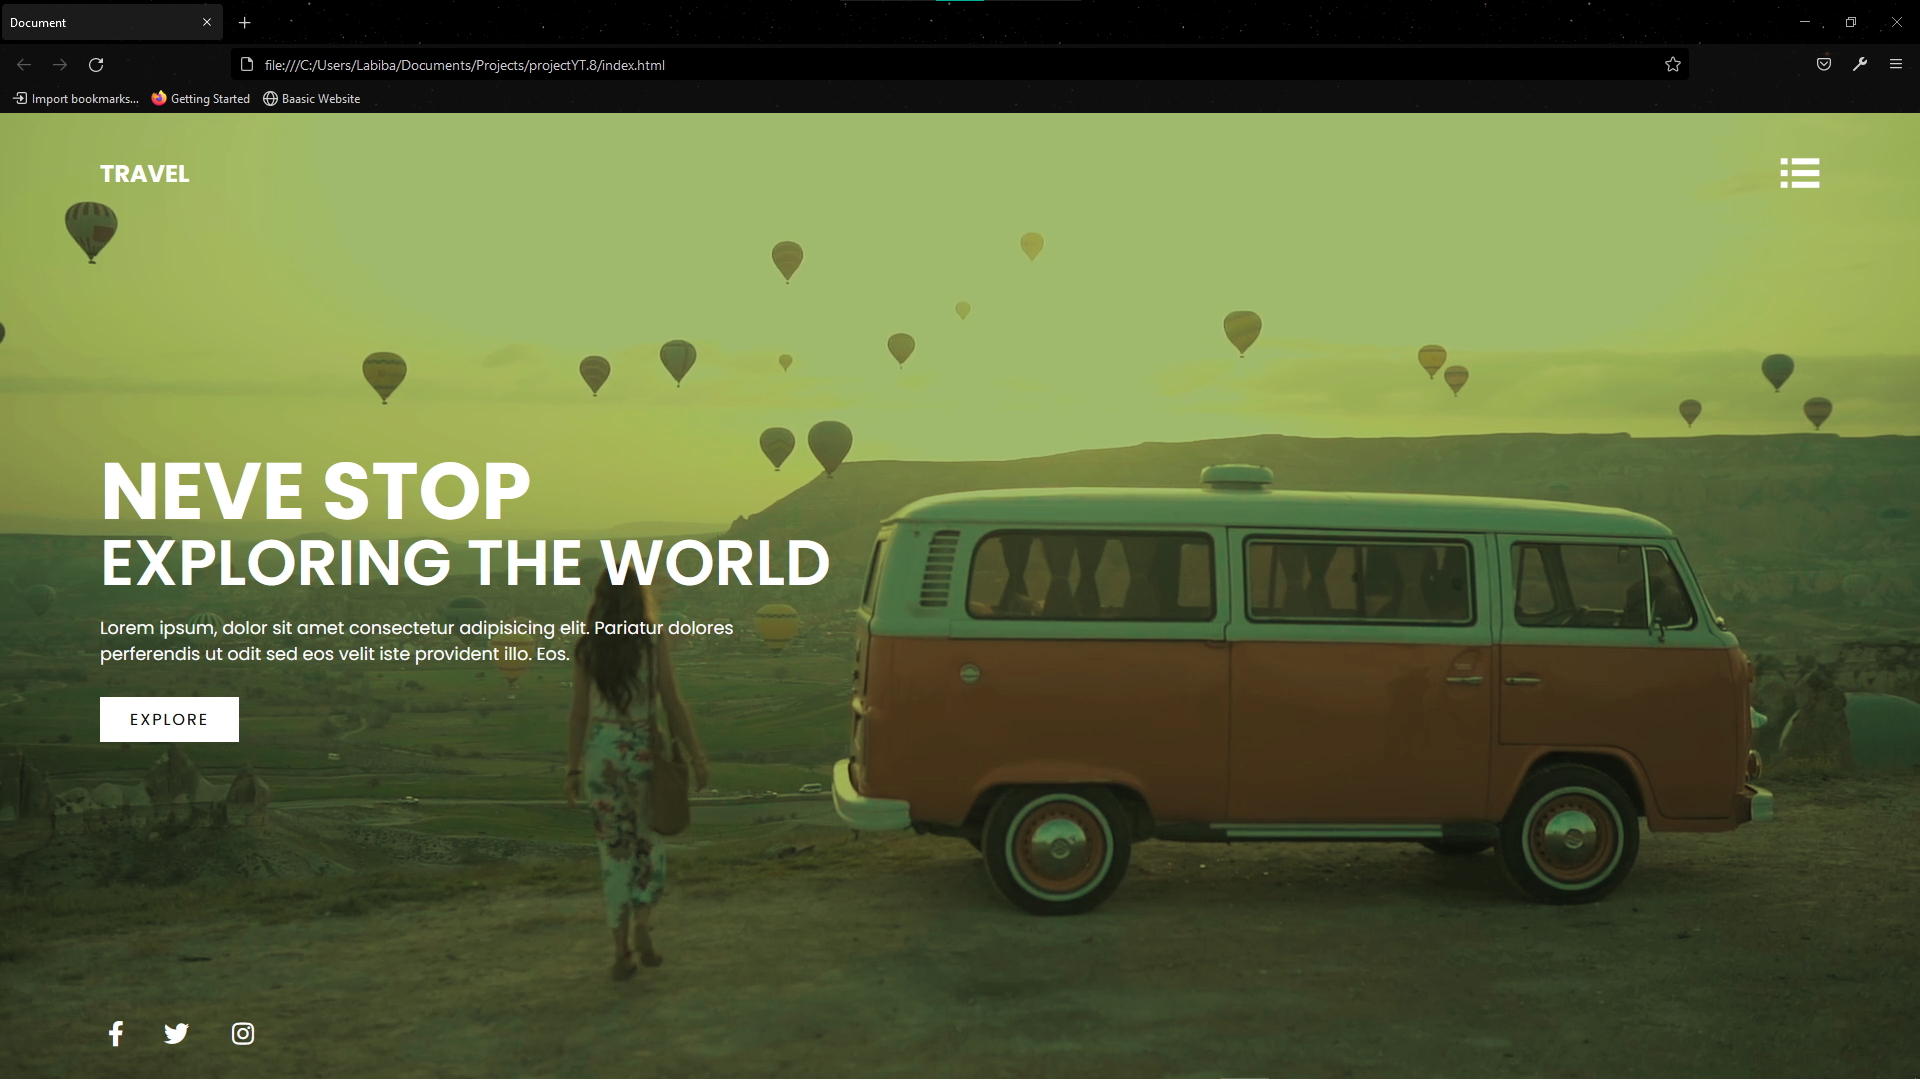 Document
file:///C:/Users/Labiba/Documents/Projects/projectYT.8/index.html
Import bookmarks... Getting Started Baasic Website
TRAVEL
NEVE STOP
EXPLORING THE WORLD
Lorem ipsum, dolor sit amet consectetur adipisicing elit. Pariatur dolores
perferendis ut odit sed eos velit iste provident illo. Eos.
EXPLORE